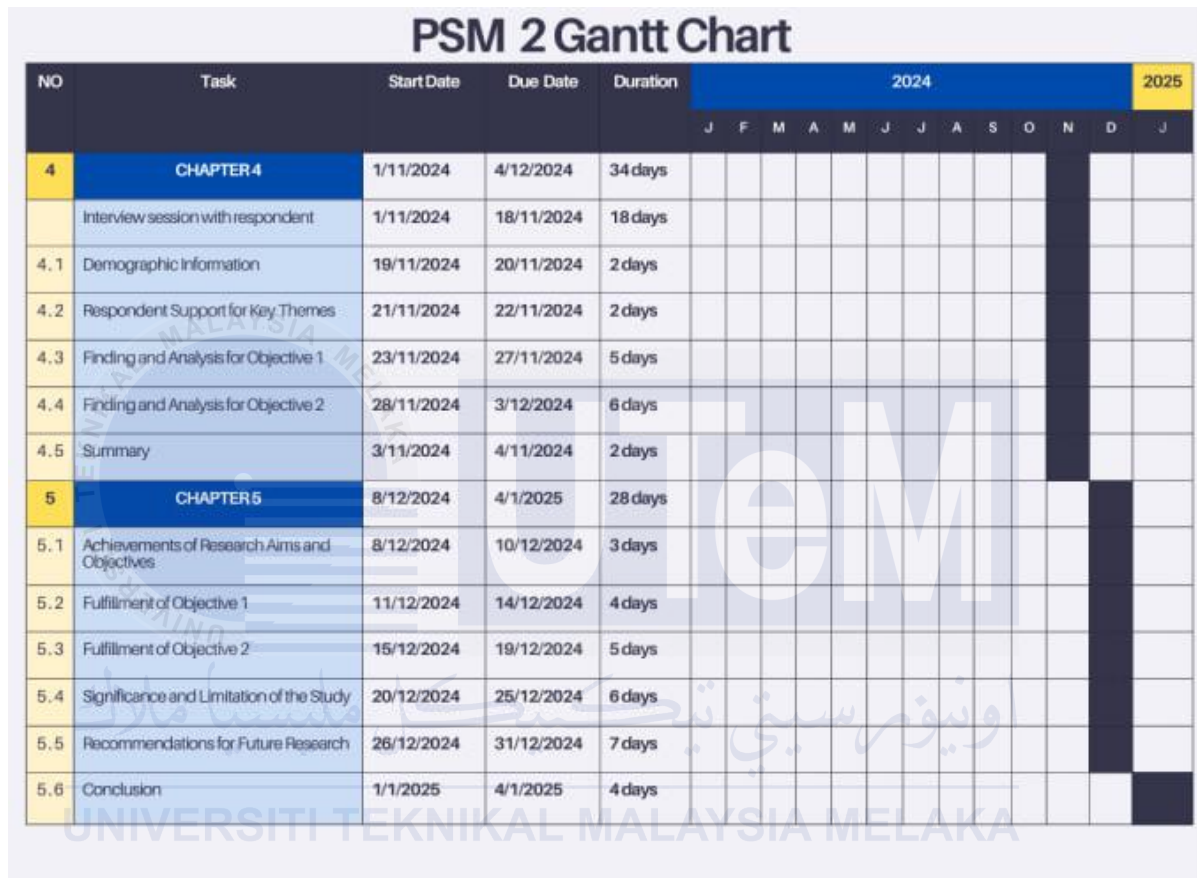 PSM 2 Gantt Chart
NO Task Start Date Due Date Duration 2024 2025
J F M A M J J A S O N D J
4 CHAPTER 4 1/11/2024 4/12/2024 34 days
Interview session with respondent 1/11/2024 18/11/2024 18 days
4.1 Demographic Information 19/11/2024 20/11/2024 2 days
4.2 Respondent Support for Key Themes 21/11/2024 22/11/2024 2 days
4.3 Finding and Analysis for Objective 1 23/11/2024 27/11/2024 5 days
4.4 Finding and Analysis for Objective 2 28/11/2024 3/12/2024 6 days
4.5 Summary 3/11/2024 4/11/2024 2 days
5 CHAPTER 5 8/12/2024 4/1/2025 28 days
5.1 Achievements of Research Aims and 8/12/2024 10/12/2024 3 days
Objectives
5.2 Fulfillment of Objective 1 11/12/2024 14/12/2024 4 days
5.3 Fulfillment of Objective 2 15/12/2024 19/12/2024 5 days
5.4 Significance and Limitation of the Study 20/12/2024 25/12/2024 6 days
5.5 Recommendations for Future Research 26/12/2024 31/12/2024 7 days
5.6 Conclusion 1/1/2025 4/1/2025 4 days
UNIVERSITI TEKNIKAL MALAYSIA MELAKA
UTeM
اونيۏرسيتي تيكنيكل مليسيا ملاك
UNIVERSITI TEKNIKAL MALAYSIA MELAKA